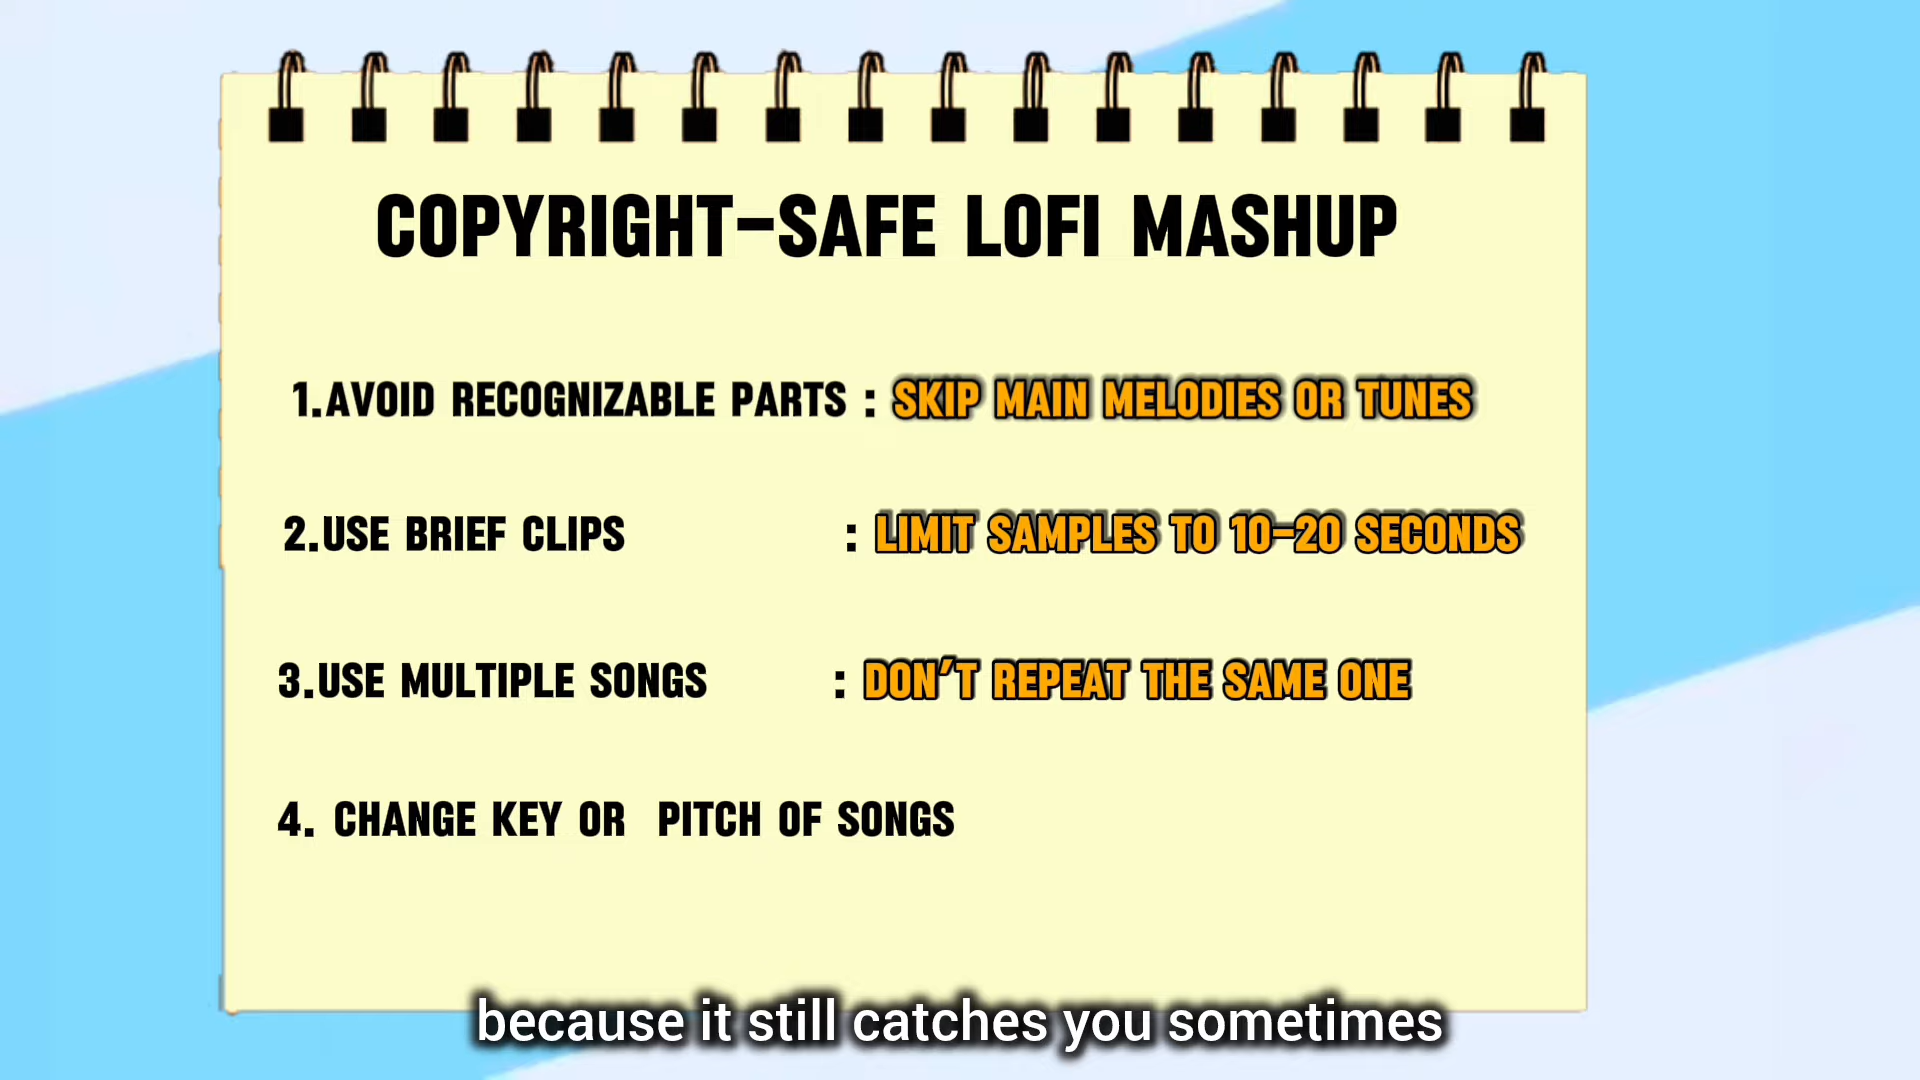 COPYRIGHT-SAFE LOFI MASHUP
1.AVOID RECOGNIZABLE PARTS : SKIP MAIN MELODIES OR TUNES
2.USE BRIEF CLIPS : LIMIT SAMPLES TO 10-20 SECONDS
3.USE MULTIPLE SONGS : DON'T REPEAT THE SAME ONE
4. CHANGE KEY OR PITCH OF SONGS
because it still catches you sometimes